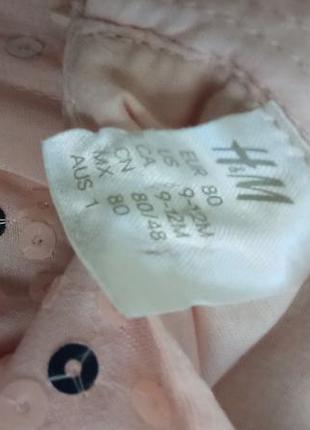 H&M
EUR 80
US 9-12M
CA 9-12M
CN 80/48
MX 80
AUS 1